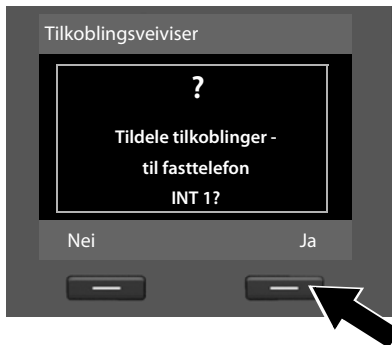 Tilkoblingsveiviser
?
Tildele tilkoblinger -
til fasttelefon
INT 1?
Nei Ja